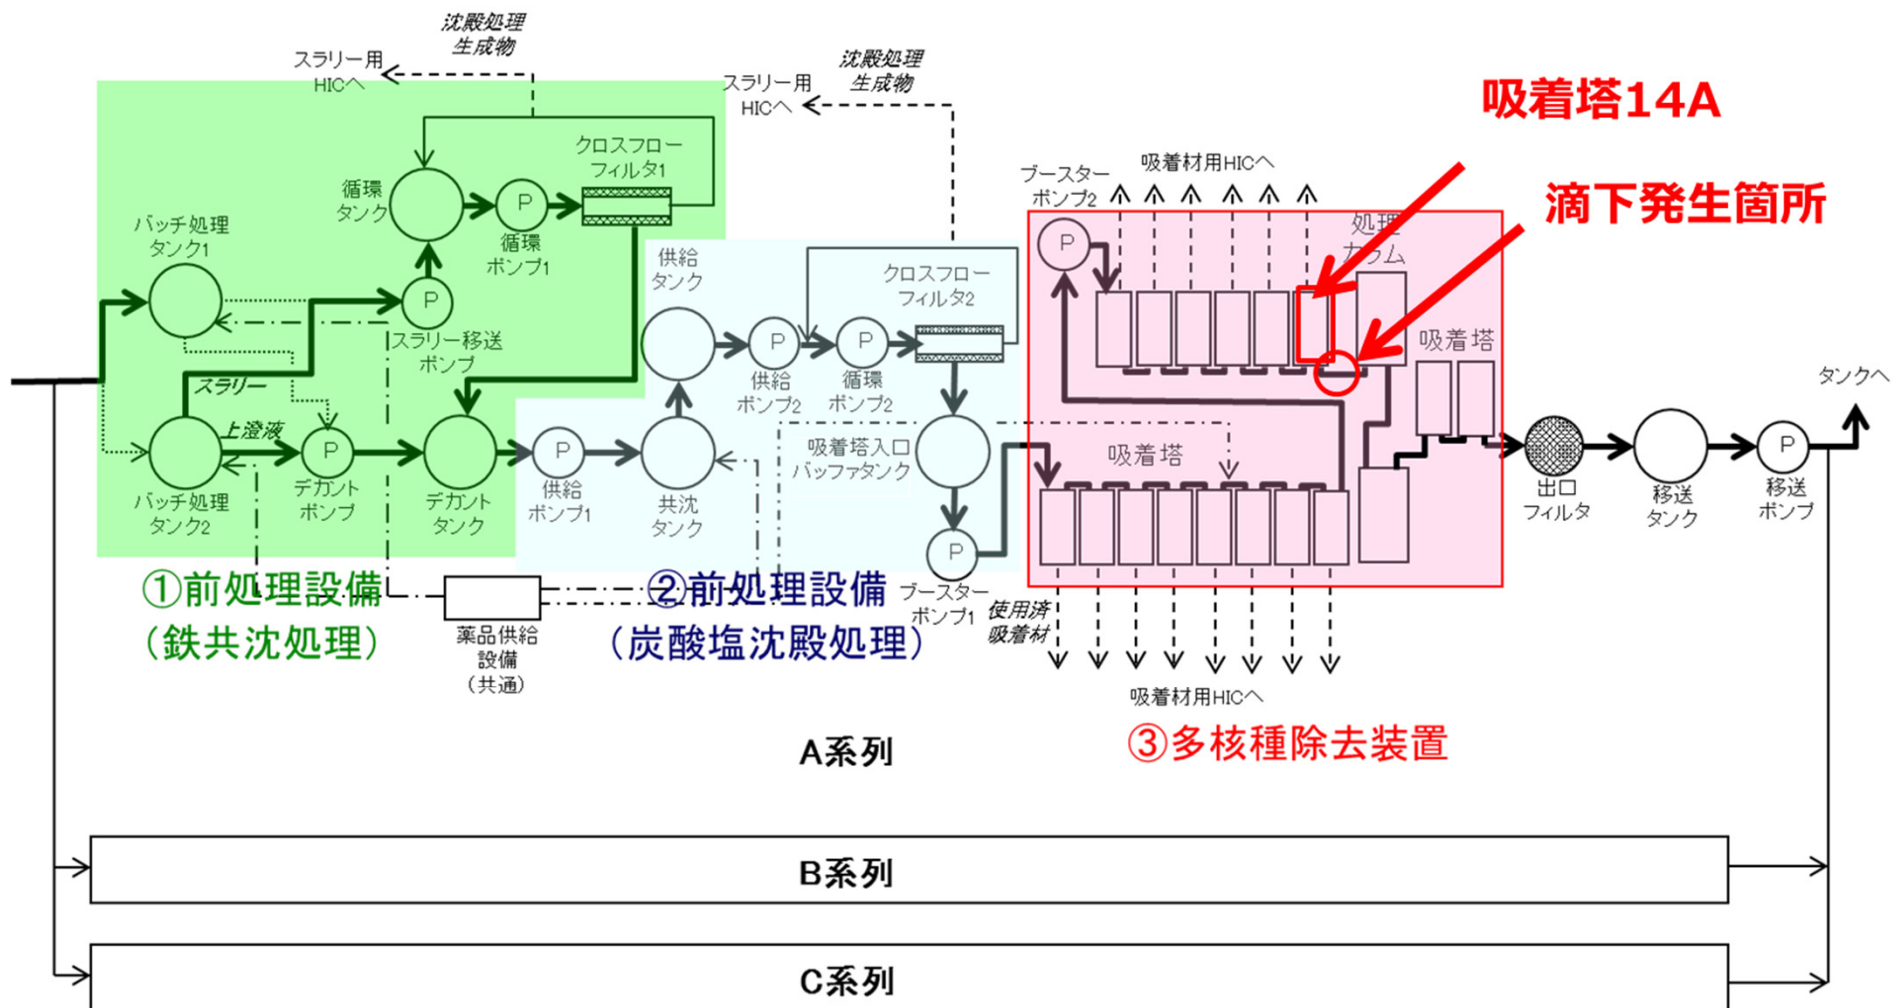 沈殿処理
生成物
スラリー用
HICへ
沈殿処理
生成物
スラリー用
HICへ
吸着塔14A
滴下発生箇所
クロスフロー
フィルタ1
循環
タンク
P
循環
ポンプ1
バッチ処理
タンク1
P
スラリー移送
ポンプ
スラリー
上澄液
バッチ処理
タンク2
P
デカント
ポンプ
デカント
タンク
供給
タンク
P
供給
ポンプ2
P
循環
ポンプ2
クロスフロー
フィルタ2
P
供給
ポンプ1
共沈
タンク
吸着塔入口
バッファタンク
P
ブースター
ポンプ1
ブースター
ポンプ2
P
吸着材用HICへ
処理
カラム
吸着塔
吸着塔
使用済
吸着材
吸着材用HICへ
出口
フィルタ
移送
タンク
P
移送
ポンプ
タンクへ
①前処理設備
(鉄共沈処理)
薬品供給
設備
(共通)
②前処理設備
(炭酸塩沈殿処理)
③多核種除去装置
A系列
B系列
C系列